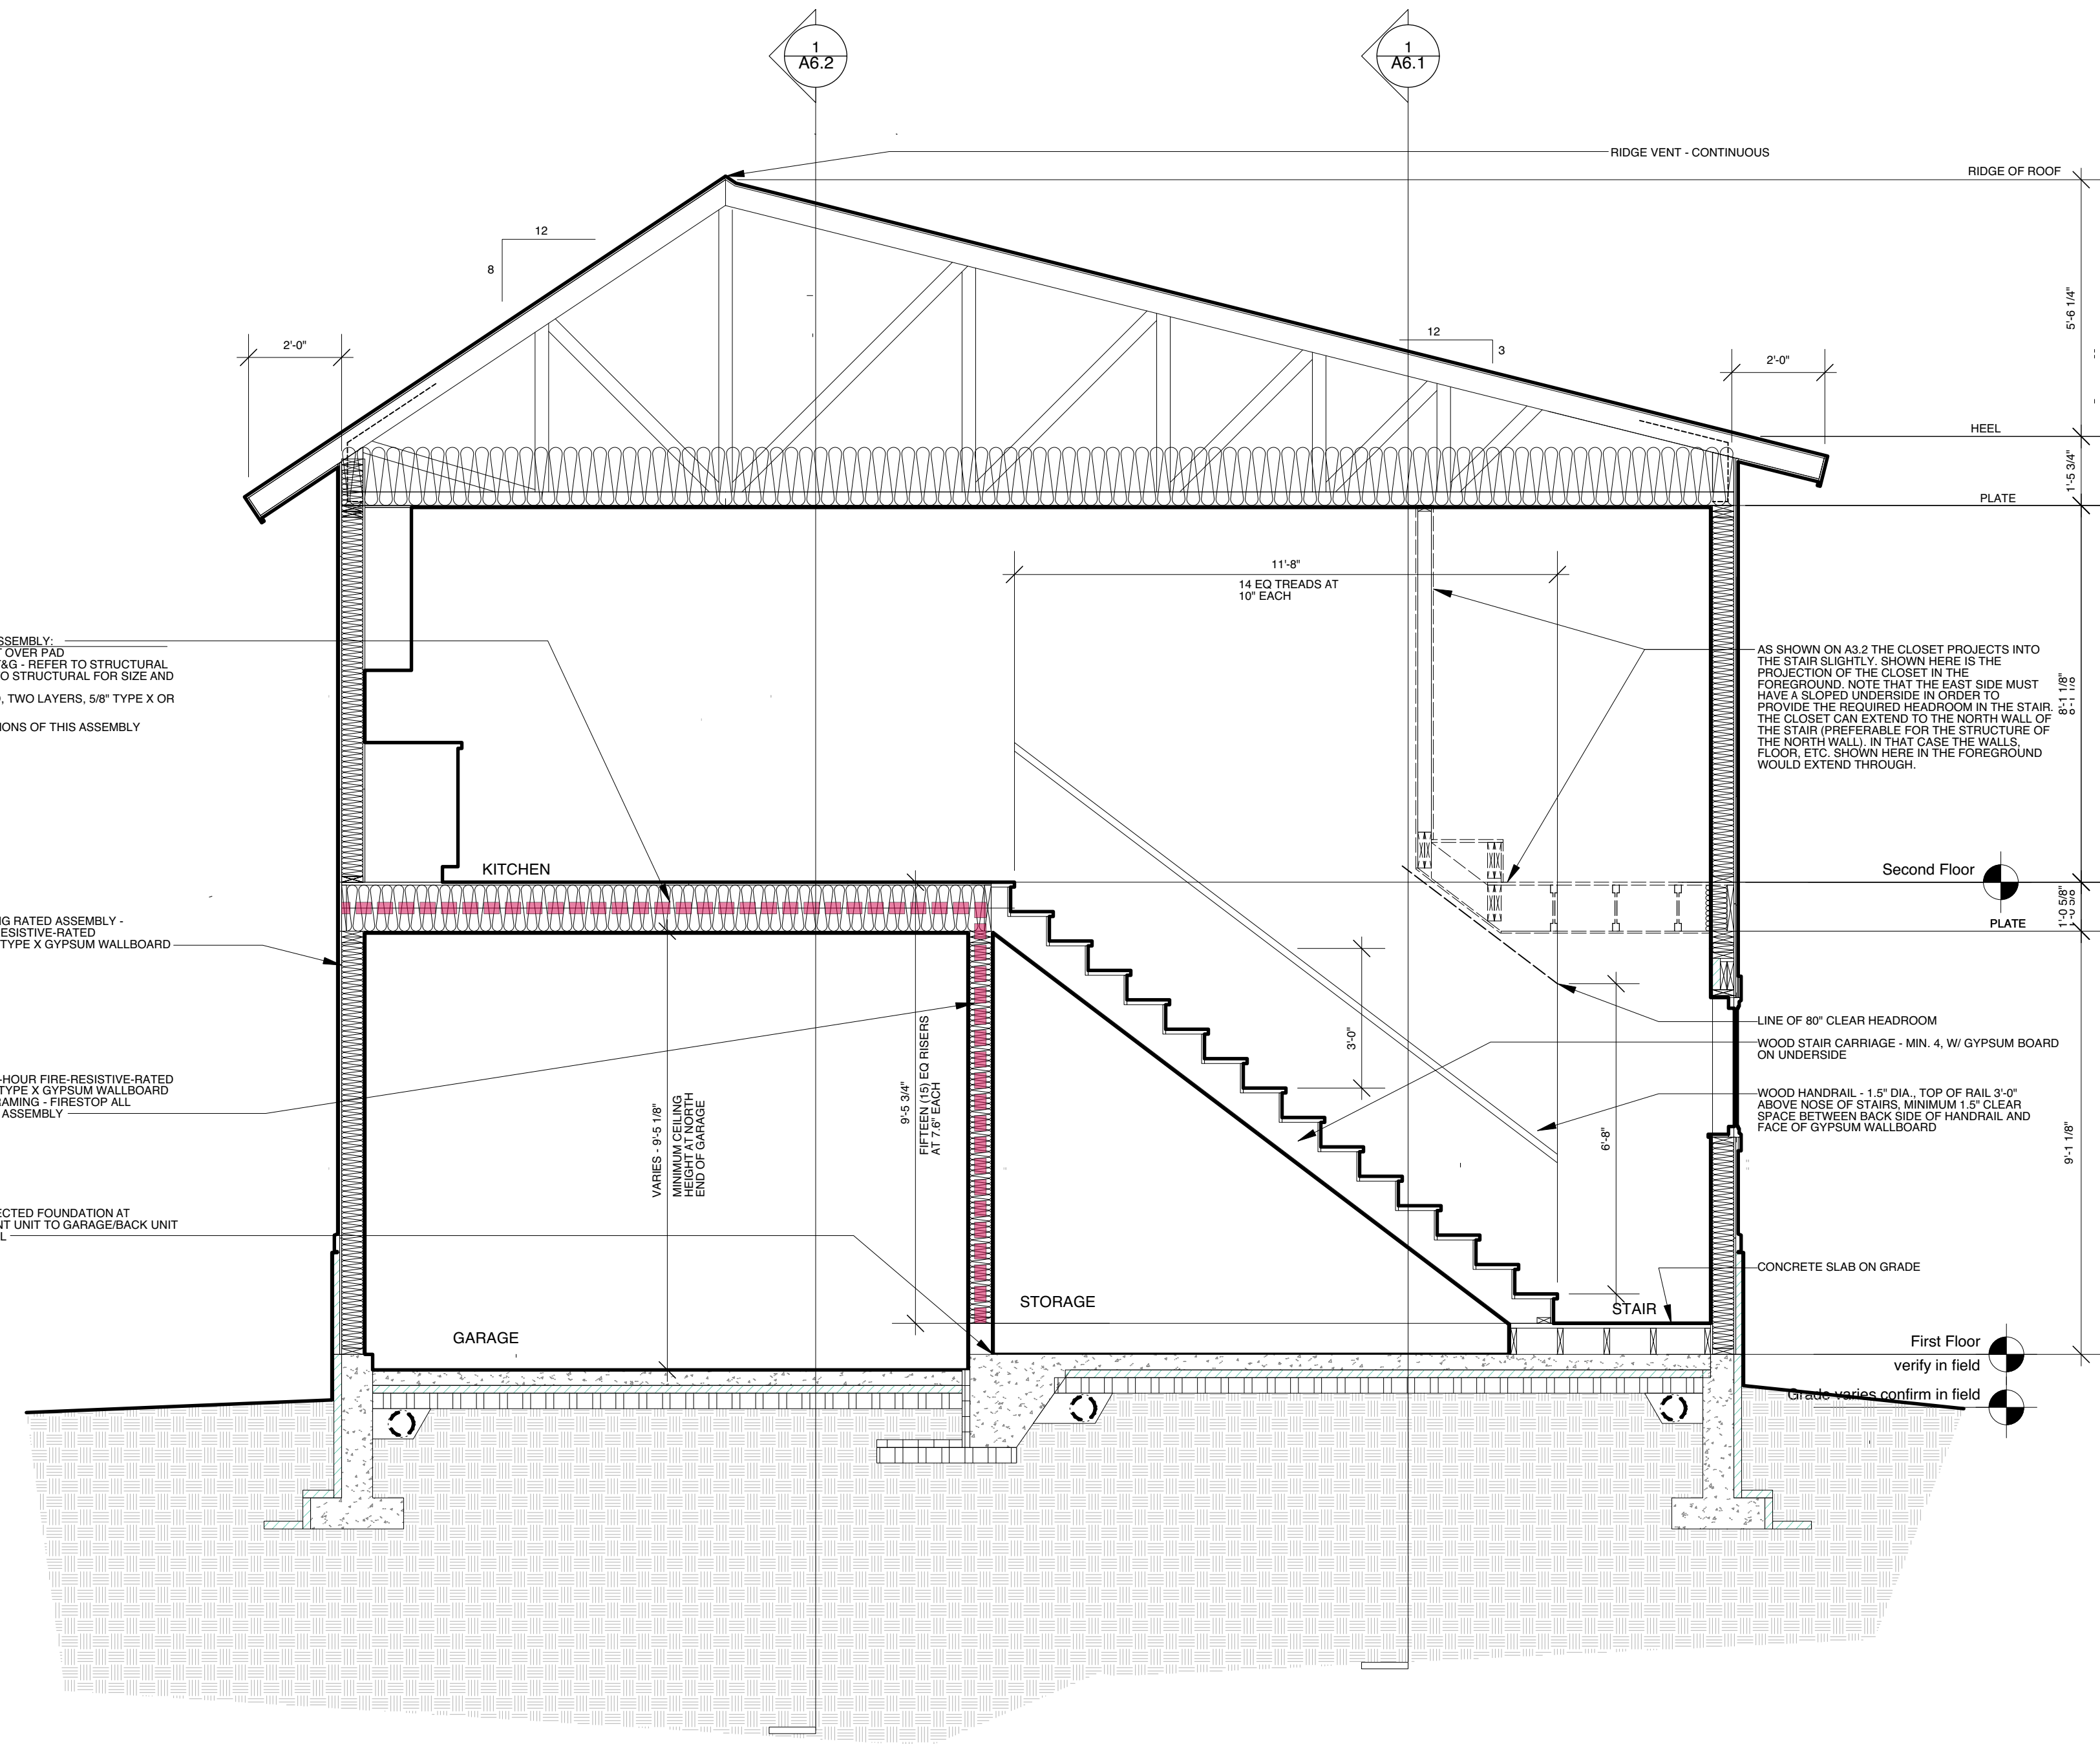 1
A6.2
1
A6.1
RIDGE VENT - CONTINUOUS
RIDGE OF ROOF
12
8
5'-6 1/4"
12
3
2'-0"
2'-0"
HEEL
1'-5 3/4"
PLATE
11'-8"
14 EQ TREADS AT
10" EACH
SSEMBLY:
T OVER PAD
T&G - REFER TO STRUCTURAL
O STRUCTURAL FOR SIZE AND
, TWO LAYERS, 5/8" TYPE X OR
IONS OF THIS ASSEMBLY
AS SHOWN ON A3.2 THE CLOSET PROJECTS INTO
THE STAIR SLIGHTLY. SHOWN HERE IS THE
PROJECTION OF THE CLOSET IN THE
FOREGROUND. NOTE THAT THE EAST SIDE MUST
HAVE A SLOPED UNDERSIDE IN ORDER TO
PROVIDE THE REQUIRED HEADROOM IN THE STAIR.
THE CLOSET CAN EXTEND TO THE NORTH WALL OF
THE STAIR (PREFERABLE FOR THE STRUCTURE OF
THE NORTH WALL). IN THAT CASE THE WALLS,
FLOOR, ETC. SHOWN HERE IN THE FOREGROUND
WOULD EXTEND THROUGH.
8'-1 1/8"
8'-1 1/8
KITCHEN
Second Floor
1'-0 5/8"
1'-0 5/8
PLATE
NG RATED ASSEMBLY -
RESISTIVE-RATED
TYPE X GYPSUM WALLBOARD
LINE OF 80" CLEAR HEADROOM
WOOD STAIR CARRIAGE - MIN. 4, W/ GYPSUM BOARD
ON UNDERSIDE
3'-0"
-HOUR FIRE-RESISTIVE-RATED
TYPE X GYPSUM WALLBOARD
RAMING - FIRESTOP ALL
ASSEMBLY
WOOD HANDRAIL - 1.5" DIA., TOP OF RAIL 3'-0"
ABOVE NOSE OF STAIRS, MINIMUM 1.5" CLEAR
SPACE BETWEEN BACK SIDE OF HANDRAIL AND
FACE OF GYPSUM WALLBOARD
VARIES - 9'-5 1/8"
MINIMUM CEILING
HEIGHT AT NORTH
END OF GARAGE
9'-5 3/4"
FIFTEEN (15) EQ RISERS
AT 7.6" EACH
6'-8"
9'-1 1/8"
ECTED FOUNDATION AT
NT UNIT TO GARAGE/BACK UNIT
L
CONCRETE SLAB ON GRADE
STORAGE
STAIR
GARAGE
First Floor
verify in field
Grade varies confirm in field